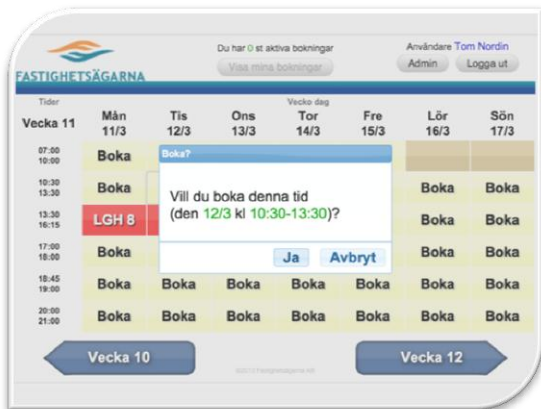 FASTIGHETSÄGARNA
Du har 0 st aktiva bokningar
Visa mina bokningar
Användare Tom Nordin
Admin Logga ut
Tider Vecko dag
Vecka 11 Mån Tis Ons Tor Fre Lör Sön
11/3 12/3 13/3 14/3 15/3 16/3 17/3
07:00 Boka
10:00
10:30 Boka Boka Boka
13:30
13:30 LGH 8 Boka Boka
16:15
17:00 Boka Boka Boka
18:00
18:45 Boka Boka Boka Boka Boka Boka Boka
19:00
20:00 Boka Boka Boka Boka Boka Boka Boka
21:00
Boka?
Vill du boka denna tid
(den 12/3 kl 10:30-13:30)?
Ja Avbryt
Vecka 10 Vecka 12